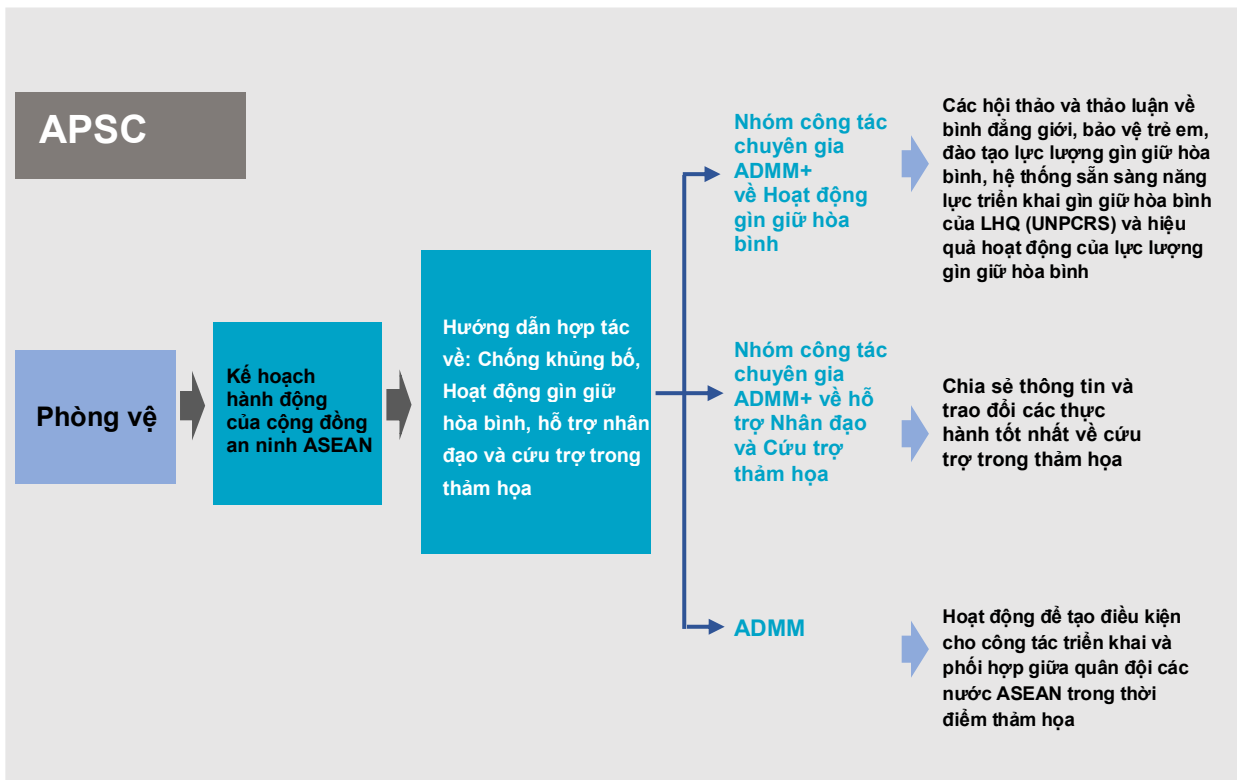 APSC
Phòng vệ
Kế hoạch
hành động
của cộng đồng
an ninh ASEAN
Hướng dẫn hợp tác
về: Chống khủng bố,
Hoạt động gìn giữ
hòa bình, hỗ trợ nhân
đạo và cứu trợ trong
thảm họa
Nhóm công tác
chuyên gia
ADMM+
về Hoạt động
gìn giữ hòa
bình
Các hội thảo và thảo luận về
bình đẳng giới, bảo vệ trẻ em,
đào tạo lực lượng gìn giữ hòa
bình, hệ thống sẵn sàng năng
lực triển khai gìn giữ hòa bình
của LHQ (UNPCRS) và hiệu
quả hoạt động của lực lượng
gìn giữ hòa bình
Nhóm công tác
chuyên gia
ADMM+ về hỗ
trợ Nhân đạo
và Cứu trợ
thảm họa
Chia sẻ thông tin và
trao đổi các thực
hành tốt nhất về cứu
trợ trong thảm họa
ADMM
Hoạt động để tạo điều kiện
cho công tác triển khai và
phối hợp giữa quân đội các
nước ASEAN trong thời
điểm thảm họa